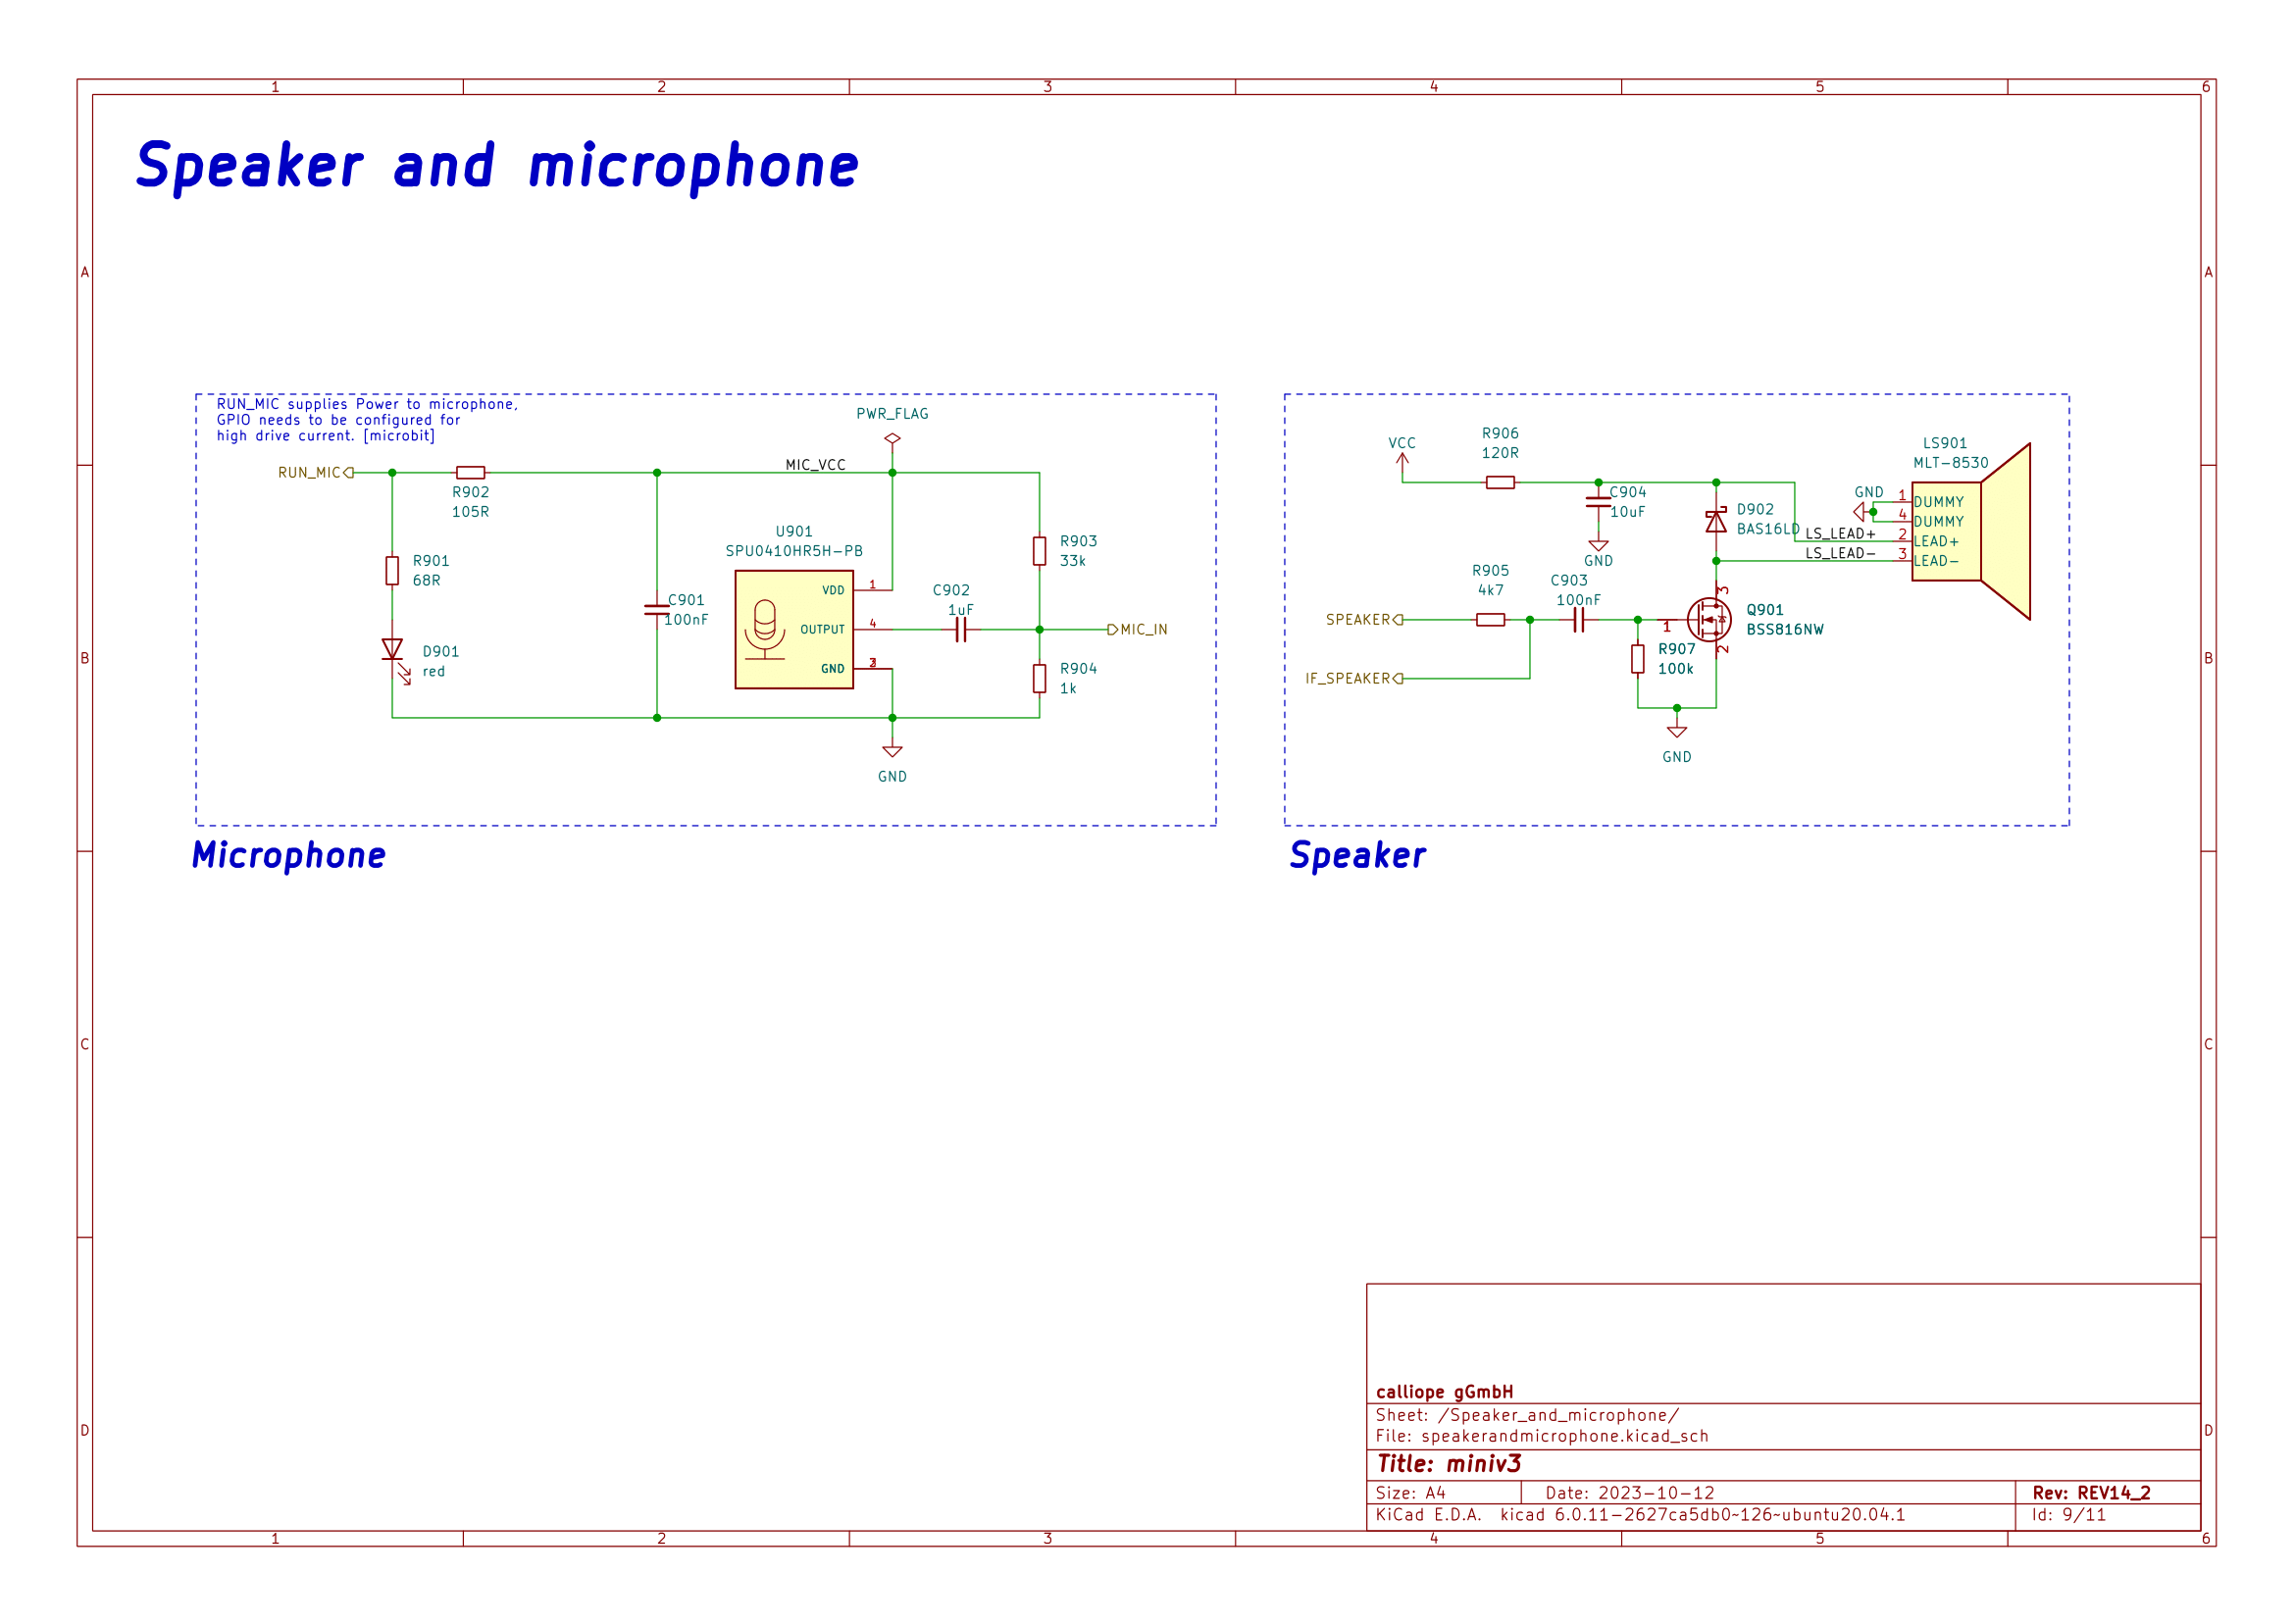 1 2 3 4 5 6
Speaker and microphone
A A
RUN_MIC supplies Power to microphone,
GPIO needs to be configured for
high drive current. [microbit]
PWR_FLAG
RUN_MIC
MIC_VCC
R902
105R
R901
68R
D901
red
C901
100nF
U901
SPU0410HR5H-PB
VDD 1
OUTPUT 4
GND
C902
1uF
R903
33k
MIC_IN
R904
1k
GND
Microphone
VCC
R906
120R
C904
10uF
GND
D902
BAS16LD
LS901
MLT-8530
GND
1 DUMMY
4 DUMMY
LS_LEAD+ 2 LEAD+
LS_LEAD- 3 LEAD-
R905
4k7
C903
100nF
SPEAKER
IF_SPEAKER
R907
100k
1
3
2
Q901
BSS816NW
GND
Speaker
B B
C C
D D
calliope gGmbH
Sheet: /Speaker_and_microphone/
File: speakerandmicrophone.kicad_sch
Title: miniv3
Size: A4 Date: 2023-10-12 Rev: REV14_2
KiCad E.D.A. kicad 6.0.11-2627ca5db0~126~ubuntu20.04.1 Id: 9/11
1 2 3 4 5 6